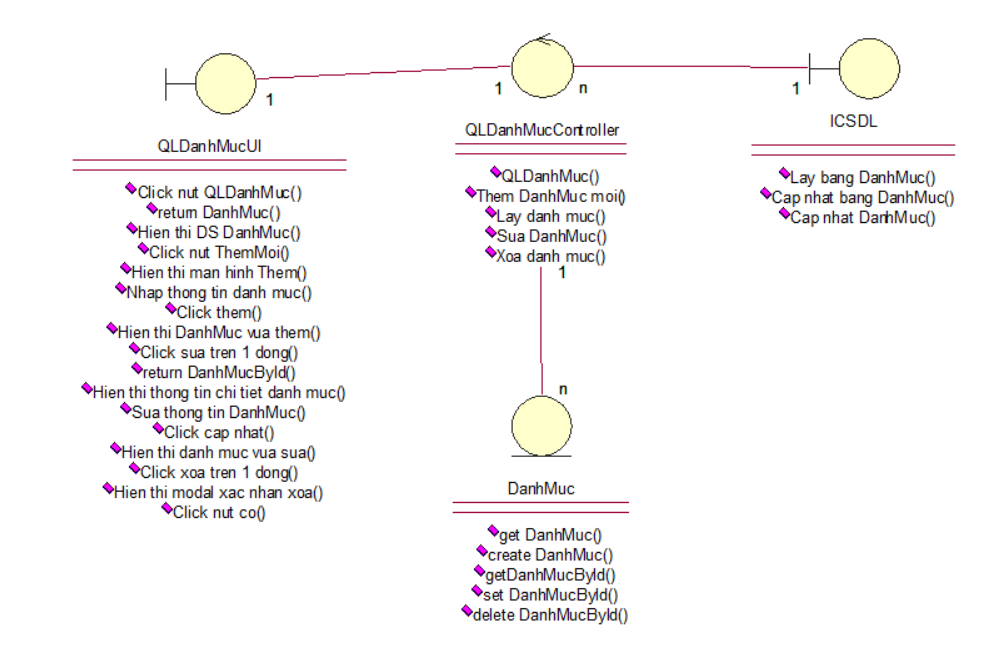 1
QLDanhMucUI
Click nut QLDanhMuc()
return DanhMuc()
Hien thi DS DanhMuc()
Click nut ThemMoi()
Hien thi man hinh Them()
Nhap thong tin danh muc()
Click them()
Hien thi DanhMuc vua them()
Click sua tren 1 dong()
return DanhMucById()
Hien thi thong tin chi tiet danh muc()
Sua thong tin DanhMuc()
Click cap nhat()
Hien thi danh muc vua sua()
Click xoa tren 1 dong()
Hien thi modal xac nhan xoa()
Click nut co()
1
n
QLDanhMucController
QLDanhMuc()
Them DanhMuc moi()
Lay danh muc()
Sua DanhMuc()
Xoa danh muc()
1
n
DanhMuc
get DanhMuc()
create DanhMuc()
getDanhMucById()
set DanhMucById()
delete DanhMucById()
1
ICSDL
Lay bang DanhMuc()
Cap nhat bang DanhMuc()
Cap nhat DanhMuc()